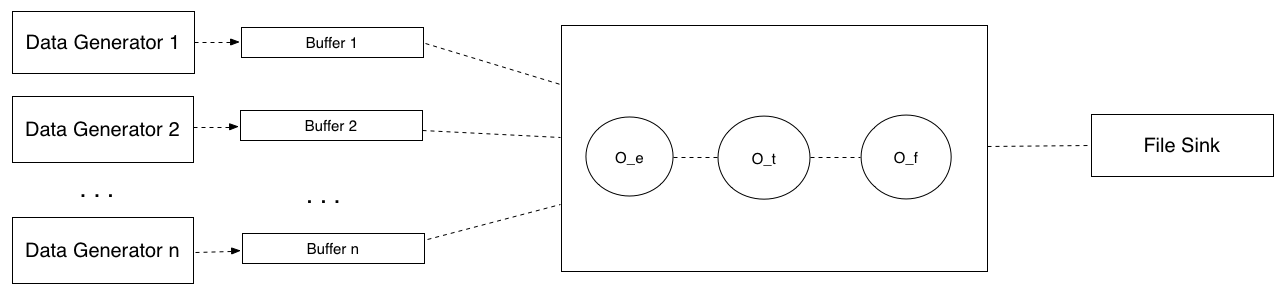 Data Generator 1
Buffer 1
Data Generator 2
Buffer 2
. . .
. . .
Data Generator n
Buffer n
O_e
O_t
O_f
File Sink